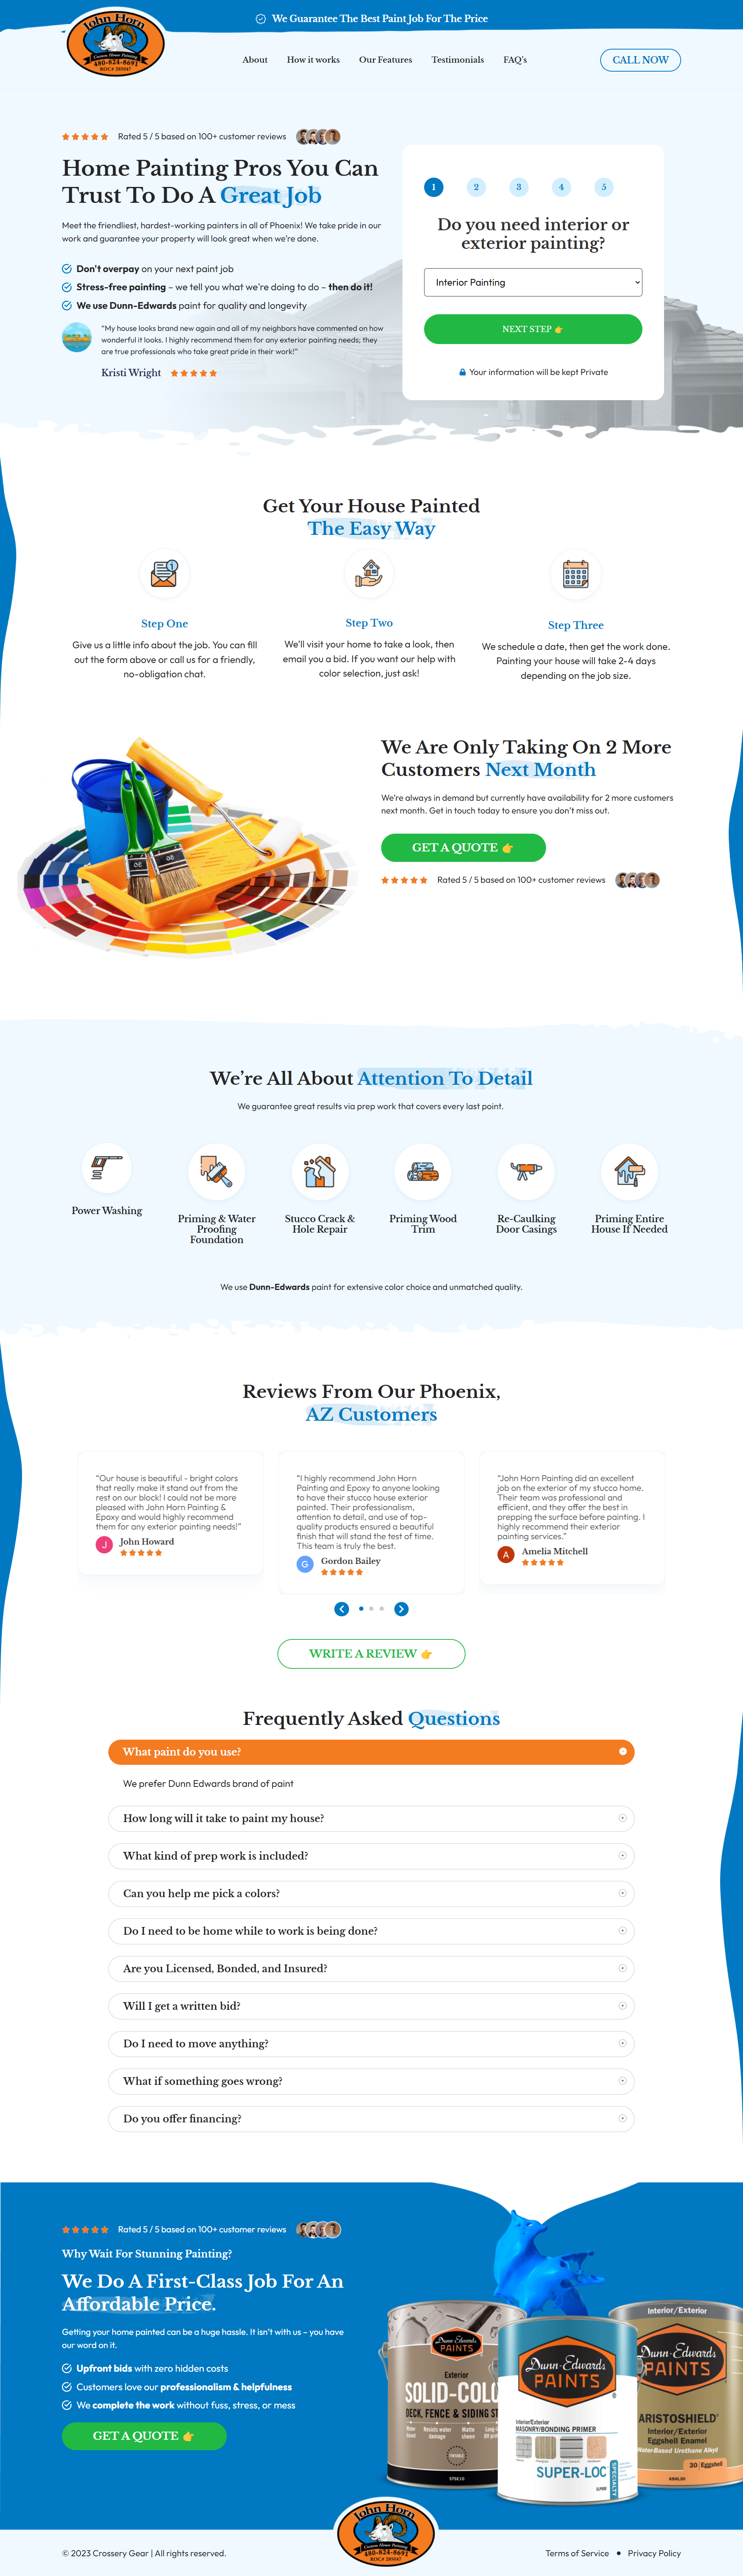 We Guarantee The Best Paint Job For The Price
John Horn
Custom House Painting
480-824-8691
ROC# 285047
About
How it works
Our Features
Testimonials
FAQ's
CALL NOW
Rated 5 / 5 based on 100+ customer reviews
Home Painting Pros You Can
Trust To Do A Great Job
Meet the friendliest, hardest-working painters in all of Phoenix! We take pride in our
work and guarantee your property will look great when we're done.
Don't overpay on your next paint job
Stress-free painting – we tell you what we're doing to do – then do it!
We use Dunn-Edwards paint for quality and longevity
"My house looks brand new again and all of my neighbors have commented on how
wonderful it looks. I highly recommend them for any exterior painting needs; they
are true professionals who take great pride in their work!"
Kristi Wright
1
2
3
4
5
Do you need interior or
exterior painting?
Interior Painting
NEXT STEP 👉
Your information will be kept Private
Get Your House Painted
The Easy Way
1
Step One
Give us a little info about the job. You can fill
out the form above or call us for a friendly,
no-obligation chat.
Step Two
We'll visit your home to take a look, then
email you a bid. If you want our help with
color selection, just ask!
Step Three
We schedule a date, then get the work done.
Painting your house will take 2-4 days
depending on the job size.
We Are Only Taking On 2 More
Customers Next Month
We're always in demand but currently have availability for 2 more customers
next month. Get in touch today to ensure you don't miss out.
GET A QUOTE 👉
Rated 5 / 5 based on 100+ customer reviews
We're All About Attention To Detail
We guarantee great results via prep work that covers every last point.
Power Washing
Priming & Water
Proofing
Foundation
Stucco Crack &
Hole Repair
Priming Wood
Trim
Re-Caulking
Door Casings
Priming Entire
House If Needed
We use Dunn-Edwards paint for extensive color choice and unmatched quality.
Reviews From Our Phoenix,
AZ Customers
"Our house is beautiful - bright colors
that really make it stand out from the
rest on our block! I could not be more
pleased with John Horn Painting &
Epoxy and would highly recommend
them for any exterior painting needs!"
J
John Howard
"I highly recommend John Horn
Painting and Epoxy to anyone looking
to have their stucco house exterior
painted. Their professionalism,
attention to detail, and use of top-
quality products ensured a beautiful
finish that will stand the test of time.
This team is truly the best.
G
Gordon Bailey
"John Horn Painting did an excellent
job on the exterior of my stucco home.
Their team was professional and
efficient, and they offer the best in
prepping the surface before painting. I
highly recommend their exterior
painting services."
A
Amelia Mitchell
WRITE A REVIEW 👉
Frequently Asked Questions
What paint do you use?
We prefer Dunn Edwards brand of paint
How long will it take to paint my house?
What kind of prep work is included?
Can you help me pick a colors?
Do I need to be home while to work is being done?
Are you Licensed, Bonded, and Insured?
Will I get a written bid?
Do I need to move anything?
What if something goes wrong?
Do you offer financing?
Rated 5 / 5 based on 100+ customer reviews
Why Wait For Stunning Painting?
We Do A First-Class Job For An
Affordable Price.
Getting your home painted can be a huge hassle. It isn't with us – you have
our word on it.
Upfront bids with zero hidden costs
Customers love our professionalism & helpfulness
We complete the work without fuss, stress, or mess
GET A QUOTE 👉
Dunn-Edwards
PAINTS
Exterior
SOLID-COLO
DECK, FENCE & SIDING ST
Resists water
damage
Matte
sheen
Dunn-Edwards
PAINTS
Interior/Exterior
MASONRY/BONDING PRIMER
SUPER-LOC
SPECIALTY
Interior/Exterior
Dunn-Edwards
PAINTS
ARISTOSHIELD
Interior/Exterior
Eggshell Enamel
Water-Based Urethane Alkyd
30 Eggshell
John Horn
Custom House Painting
480-824-8691
ROC# 285047
© 2023 Crossery Gear | All rights reserved.
Terms of Service
Privacy Policy